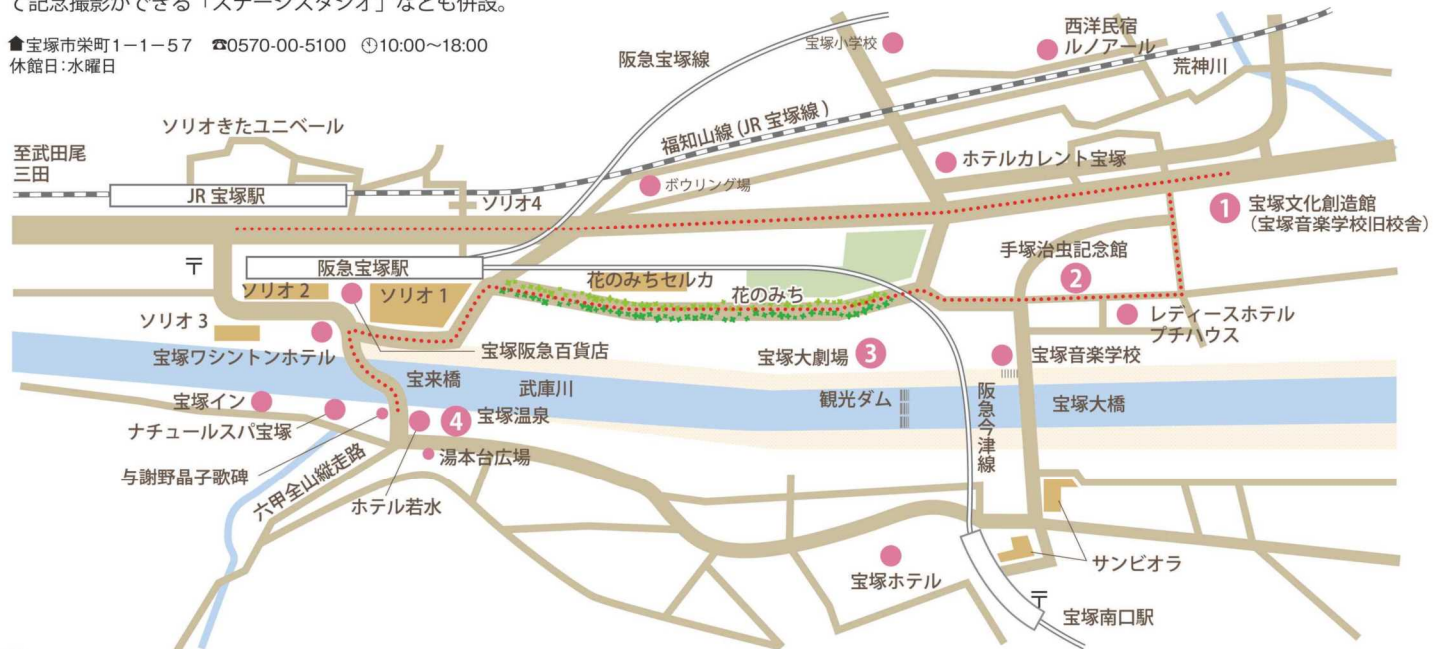 て記念撮影ができる「ステージスタジオ」なども併設。
宝塚市栄町1-1-57 ☎0570-00-5100 10:00〜18:00
休館日:水曜日
阪急宝塚線
宝塚小学校
西洋民宿
ルノアール
荒神川
ソリオきたユニベール
福知山線(JR宝塚線)
至武田尾
三田
JR宝塚駅
ソリオ4
ボウリング場
ホテルカレント宝塚
1 宝塚文化創造館
(宝塚音楽学校旧校舎)
〒
阪急宝塚駅
手塚治虫記念館
2
ソリオ2
ソリオ1
花のみちセルカ
花のみち
ソリオ3
レディースホテル
プチハウス
宝塚ワシントンホテル
宝塚阪急百貨店
宝塚大劇場 3
宝塚音楽学校
宝来橋
武庫川
観光ダム
阪急今津線
宝塚大橋
宝塚イン
ナチュールスパ宝塚
4 宝塚温泉
与謝野晶子歌碑
湯本台広場
六甲全山縦走路
ホテル若水
宝塚ホテル
サンビオラ
〒
宝塚南口駅